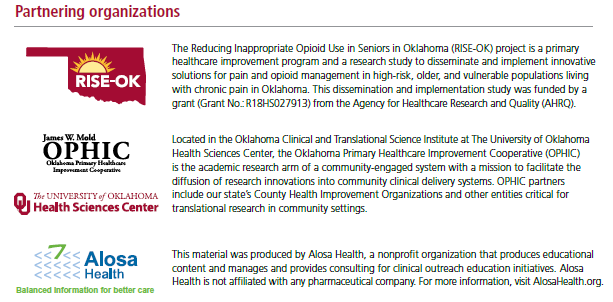 Partnering organizations
RISE-OK
The Reducing Inappropriate Opioid Use in Seniors in Oklahoma (RISE-OK) project is a primary
healthcare improvement program and a research study to disseminate and implement innovative
solutions for pain and opioid management in high-risk, older, and vulnerable populations living
with chronic pain in Oklahoma. This dissemination and implementation study was funded by a
grant (Grant No.: R18HS027913) from the Agency for Healthcare Research and Quality (AHRQ).
James W. Mold
OPHIC
Oklahoma Primary Healthcare
Improvement Cooperative
The UNIVERSITY of OKLAHOMA
Health Sciences Center
Located in the Oklahoma Clinical and Translational Science Institute at The University of Oklahoma
Health Sciences Center, the Oklahoma Primary Healthcare Improvement Cooperative (OPHIC)
is the academic research arm of a community-engaged system with a mission to facilitate the
diffusion of research innovations into community clinical delivery systems. OPHIC partners
include our state’s County Health Improvement Organizations and other entities critical for
translational research in community settings.
Alosa
Health
Balanced information for better care
This material was produced by Alosa Health, a nonprofit organization that produces educational
content and manages and provides consulting for clinical outreach education initiatives. Alosa
Health is not affiliated with any pharmaceutical company. For more information, visit AlosaHealth.org.